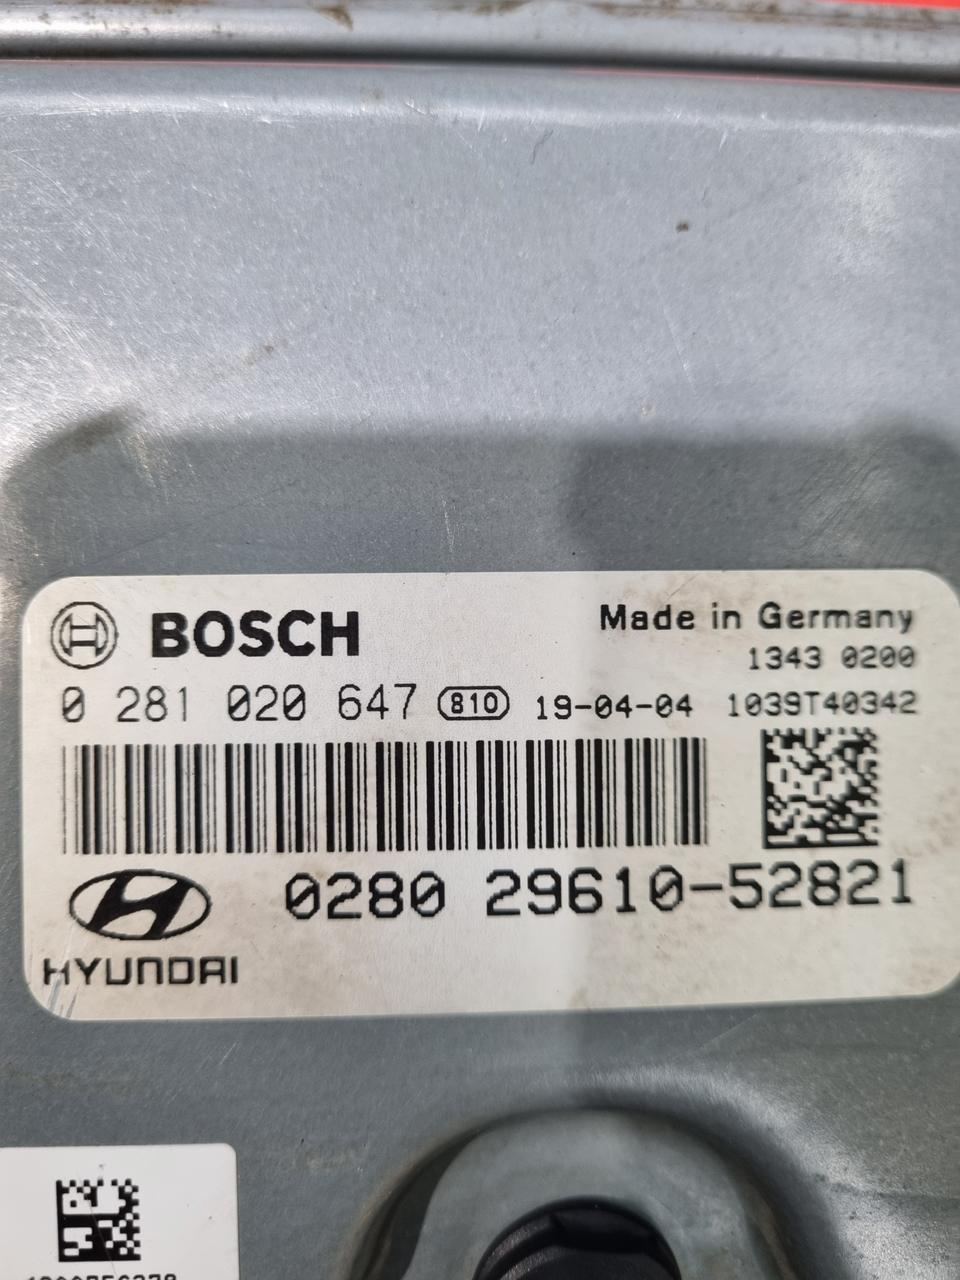 BOSCH
Made in Germany
1343 0200
0 281 020 647 810 19-04-04 1039T40342
0280 29610-52821
HYUNDAI